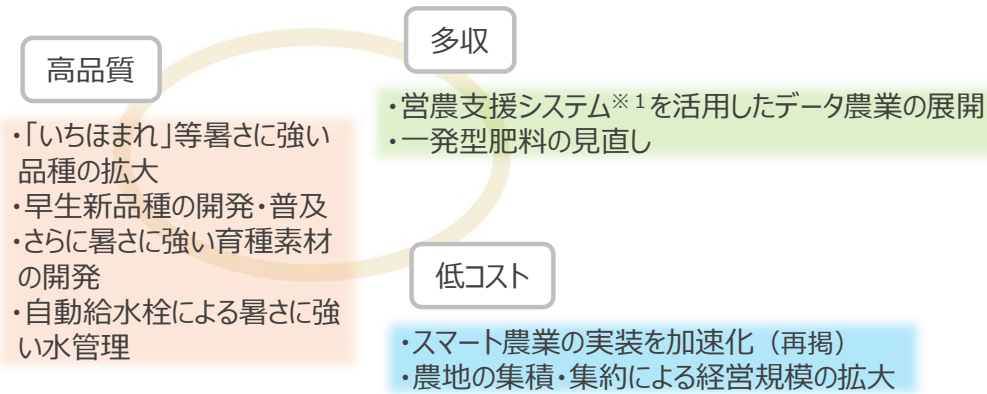 高品質
・「いちほまれ」等暑さに強い
品種の拡大
・早生新品種の開発・普及
・さらに暑さに強い育種素材
の開発
・自動給水栓による暑さに強
い水管理
多収
・営農支援システム※1を活用したデータ農業の展開
・一発型肥料の見直し
低コスト
・スマート農業の実装を加速化（再掲）
・農地の集積・集約による経営規模の拡大